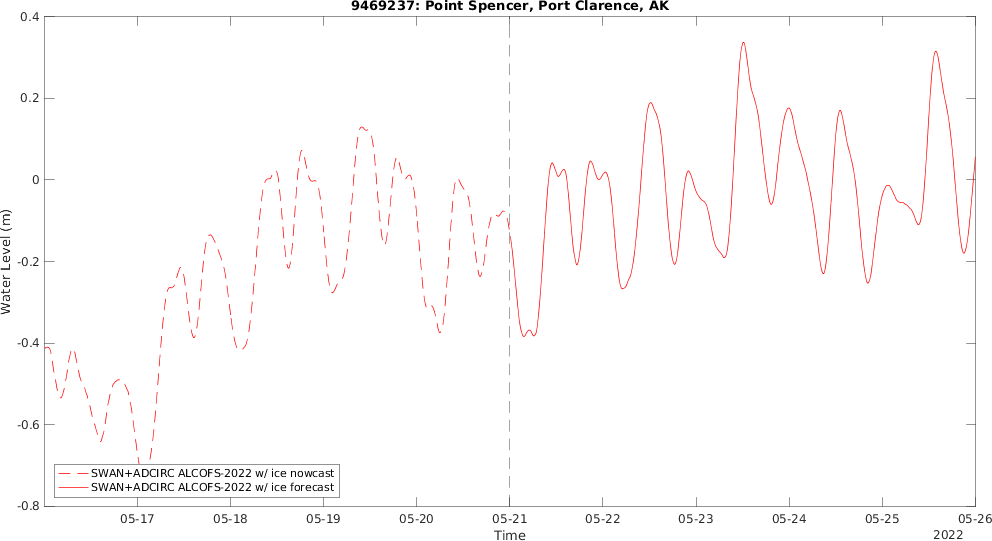 9469237: Point Spencer, Port Clarence, AK
0.4
0.2
0
-0.2
-0.4
-0.6
-0.8
Water Level (m)
SWAN+ADCIRC ALCOFS-2022 w/ ice nowcast
SWAN+ADCIRC ALCOFS-2022 w/ ice forecast
05-17 05-18 05-19 05-20 05-21 05-22 05-23 05-24 05-25 05-26
Time
2022